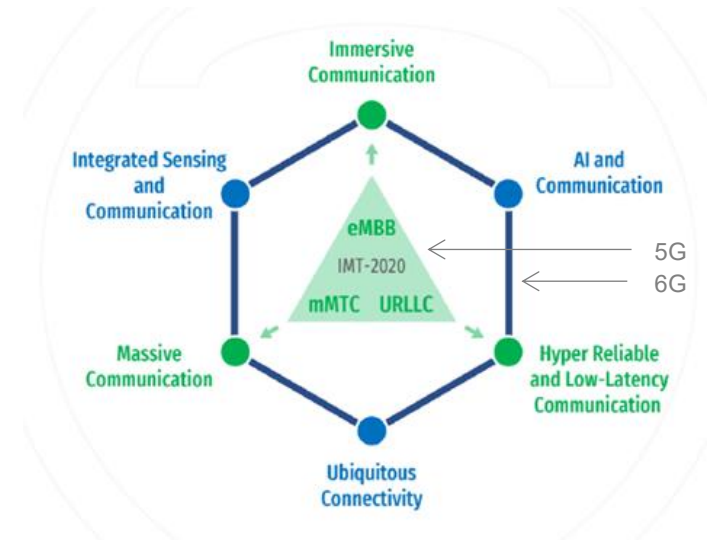 Immersive
Communication
Integrated Sensing
and
Communication
AI and
Communication
eMBB
IMT-2020
mMTC URLLC
5G
6G
Massive
Communication
Hyper Reliable
and Low-Latency
Communication
Ubiquitous
Connectivity